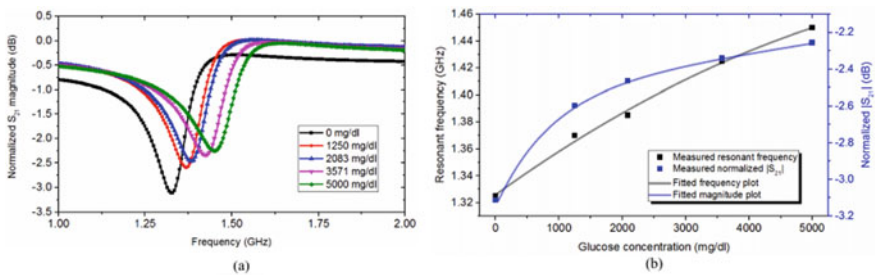 0.5
0.0
-0.5
-1.0
-1.5
-2.0
-2.5
-3.0
-3.5
Normalized S21 magnitude (dB)
1.00
1.25
1.50
1.75
2.00
Frequency (GHz)
0 mg/dl
1250 mg/dl
2083 mg/dl
3571 mg/dl
5000 mg/dl
(a)
1.46
1.44
1.42
1.40
1.38
1.36
1.34
1.32
Resonant frequency (GHz)
0
1000
2000
3000
4000
5000
Glucose concentration (mg/dl)
-2.2
-2.4
-2.6
-2.8
-3.0
-3.2
Normalized |S21| (dB)
Measured resonant frequency
Measured normalized |S21|
Fitted frequency plot
Fitted magnitude plot
(b)